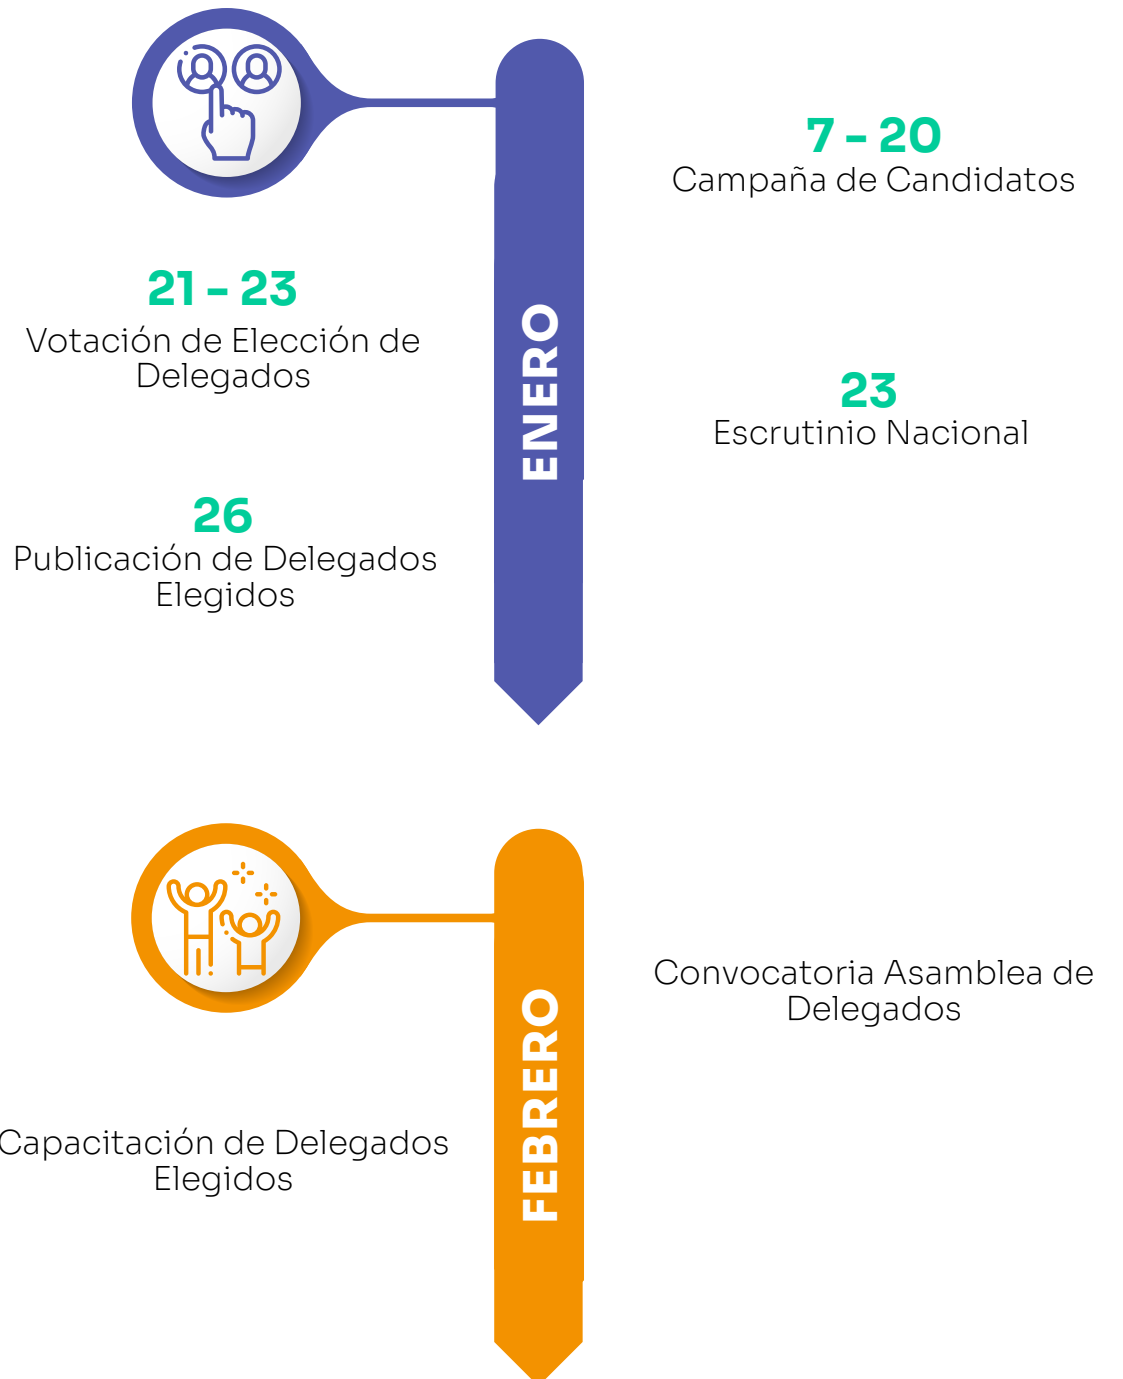 7 - 20
Campaña de Candidatos
21 - 23
Votación de Elección de
Delegados
ENERO
23
Escrutinio Nacional
26
Publicación de Delegados
Elegidos
Convocatoria Asamblea de
Delegados
FEBRERO
Capacitación de Delegados
Elegidos